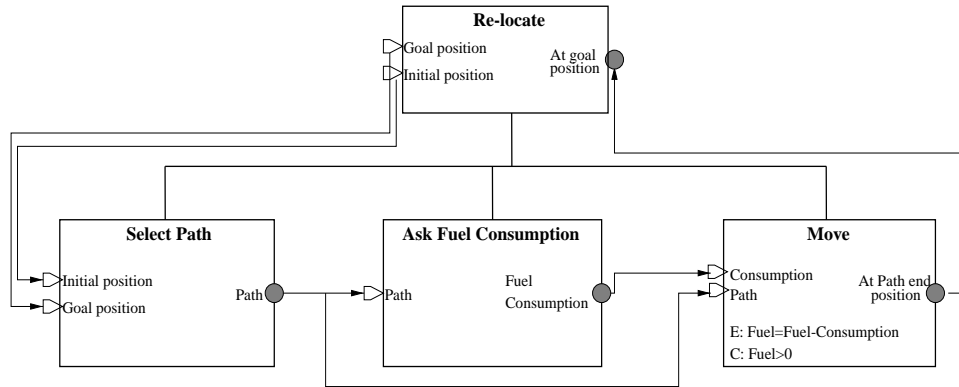 Re-locate
Goal position
Initial position
At goal
position
Select Path
Initial position
Goal position
Path
Ask Fuel Consumption
Path
Fuel
Consumption
Move
Consumption
Path
At Path end
position
E: Fuel=Fuel-Consumption
C: Fuel>0